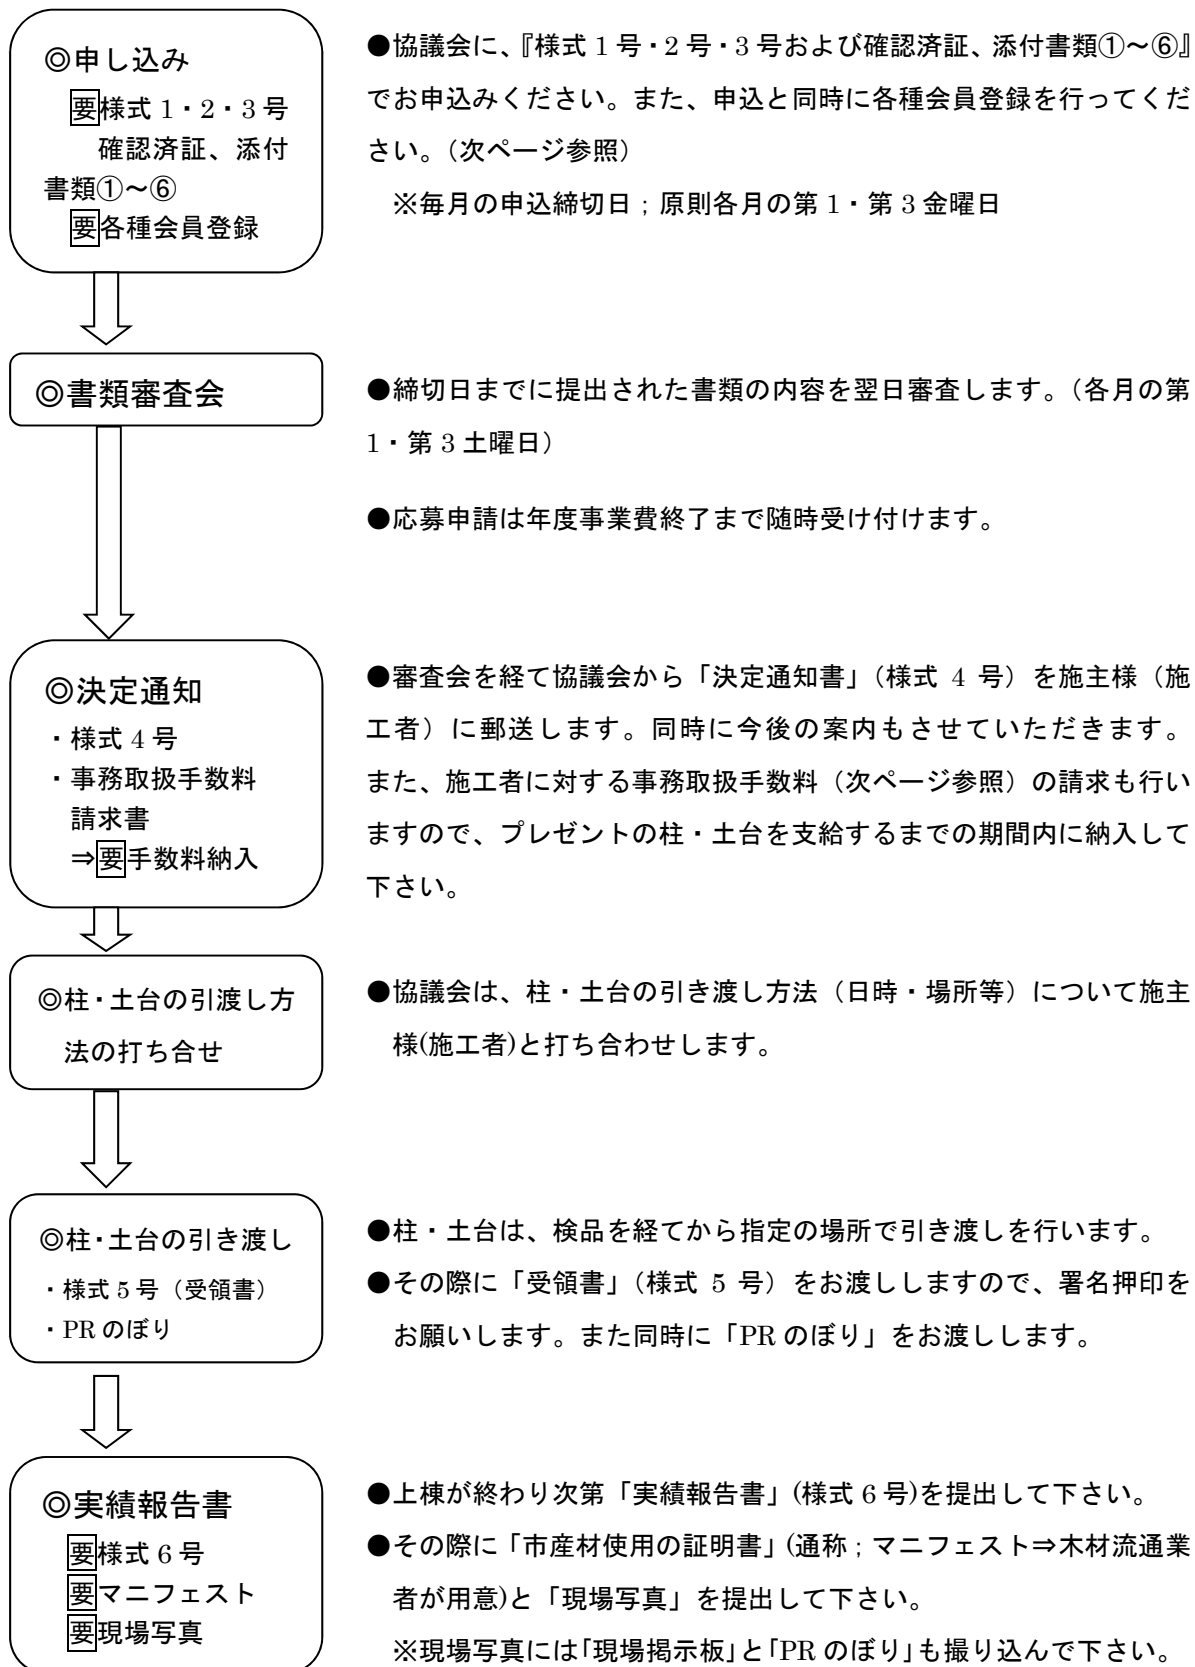 ◎申し込み
要様式 1・2・3 号
確認済証、添付
書類①～⑥
要各種会員登録
●協議会に、『様式 1 号・2 号・3 号および確認済証、添付書類①～⑥』
でお申込みください。また、申込と同時に各種会員登録を行ってくだ
さい。（次ページ参照）
※毎月の申込締切日；原則各月の第 1・第 3 金曜日
◎書類審査会
●締切日までに提出された書類の内容を翌日審査します。（各月の第
1・第 3 土曜日）
●応募申請は年度事業費終了まで随時受け付けます。
◎決定通知
・様式 4 号
・事務取扱手数料
請求書
⇒要手数料納入
●審査会を経て協議会から「決定通知書」（様式 4 号）を施主様（施
工者）に郵送します。同時に今後の案内もさせていただきます。
また、施工者に対する事務取扱手数料（次ページ参照）の請求も行い
ますので、プレゼントの柱・土台を支給するまでの期間内に納入して
下さい。
◎柱・土台の引渡し方
法の打ち合せ
●協議会は、柱・土台の引き渡し方法（日時・場所等）について施主
様(施工者)と打ち合わせします。
◎柱・土台の引き渡し
・様式 5 号（受領書）
・PR のぼり
●柱・土台は、検品を経てから指定の場所で引き渡しを行います。
●その際に「受領書」（様式 5 号）をお渡ししますので、署名押印を
お願いします。また同時に「PR のぼり」をお渡しします。
◎実績報告書
要様式 6 号
要マニフェスト
要現場写真
●上棟が終わり次第「実績報告書」(様式 6 号)を提出して下さい。
●その際に「市産材使用の証明書」(通称；マニフェスト⇒木材流通業
者が用意)と「現場写真」を提出して下さい。
※現場写真には「現場掲示板」と「PR のぼり」も撮り込んで下さい。